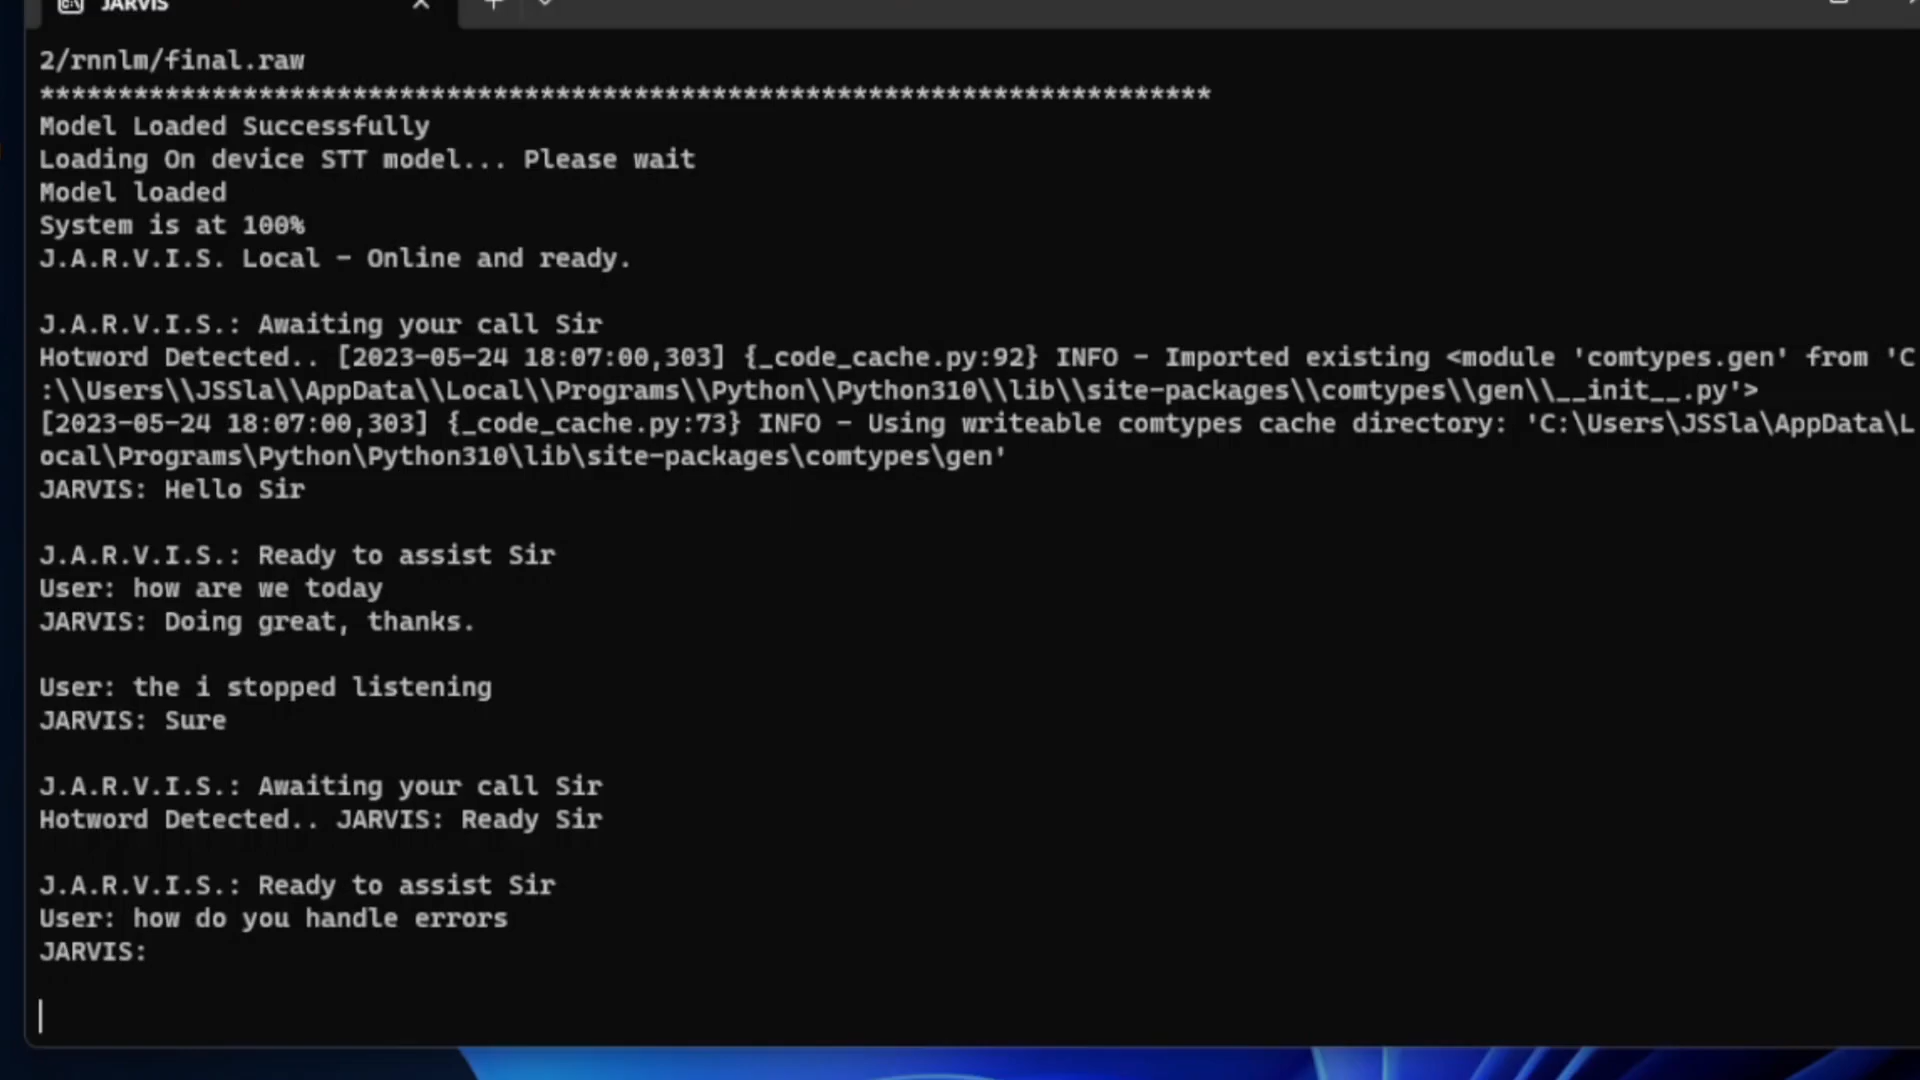 JARVIS
2/rnnlm/final.raw
***************************************************************************
Model Loaded Successfully
Loading On device STT model... Please wait
Model loaded
System is at 100%
J.A.R.V.I.S. Local - Online and ready.
J.A.R.V.I.S.: Awaiting your call Sir
Hotword Detected.. [2023-05-24 18:07:00,303] {_code_cache.py:92} INFO - Imported existing <module 'comtypes.gen' from 'C
:\\Users\\JSSla\\AppData\\Local\\Programs\\Python\\Python310\\lib\\site-packages\\comtypes\\gen\\__init__.py'>
[2023-05-24 18:07:00,303] {_code_cache.py:73} INFO - Using writeable comtypes cache directory: 'C:\Users\JSSla\AppData\L
ocal\Programs\Python\Python310\lib\site-packages\comtypes\gen'
JARVIS: Hello Sir
J.A.R.V.I.S.: Ready to assist Sir
User: how are we today
JARVIS: Doing great, thanks.
User: the i stopped listening
JARVIS: Sure
J.A.R.V.I.S.: Awaiting your call Sir
Hotword Detected.. JARVIS: Ready Sir
J.A.R.V.I.S.: Ready to assist Sir
User: how do you handle errors
JARVIS: